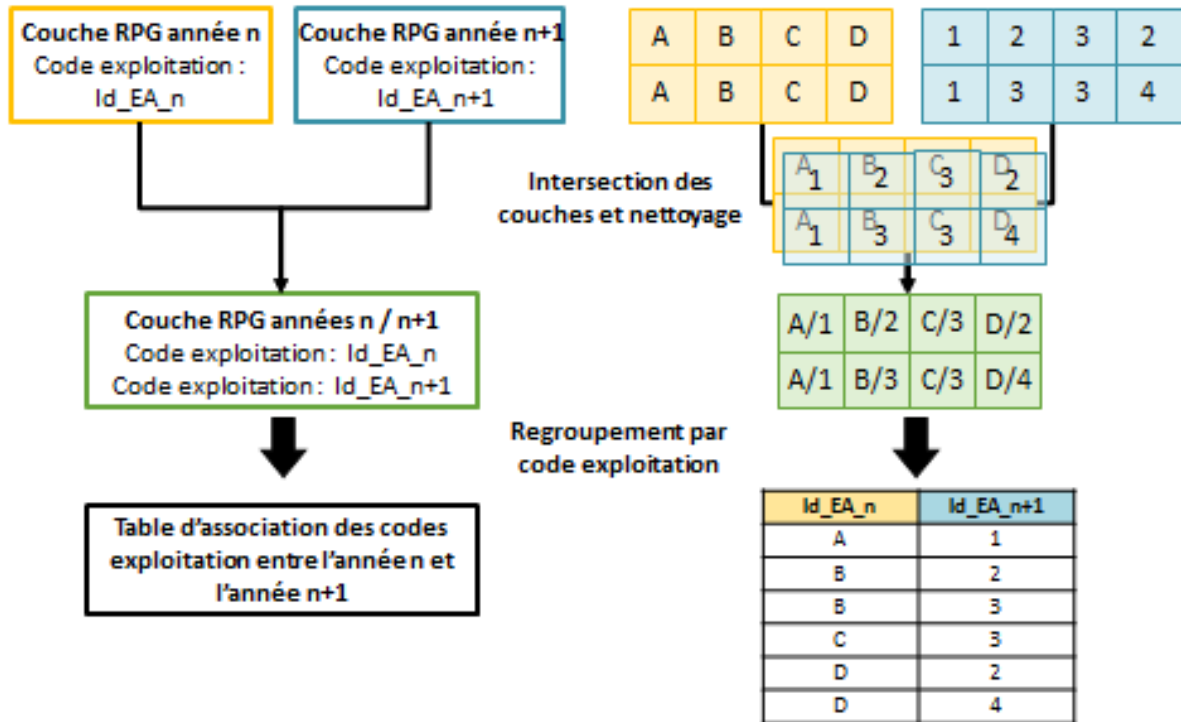 Couche RPG année n
Code exploitation :
Id_EA_n
Couche RPG année n+1
Code exploitation :
Id_EA_n+1
A B C D
A B C D
1 2 3 2
1 3 3 4
Intersection des
couches et nettoyage
A 1 B 2 C 3 D 2
A 1 B 3 C 3 D 4
Couche RPG années n / n+1
Code exploitation : Id_EA_n
Code exploitation : Id_EA_n+1
A/1 B/2 C/3 D/2
A/1 B/3 C/3 D/4
Regroupement par
code exploitation
Table d'association des codes
exploitation entre l'année n et
l'année n+1
Id_EA_n Id_EA_n+1
A 1
B 2
B 3
C 3
D 2
D 4